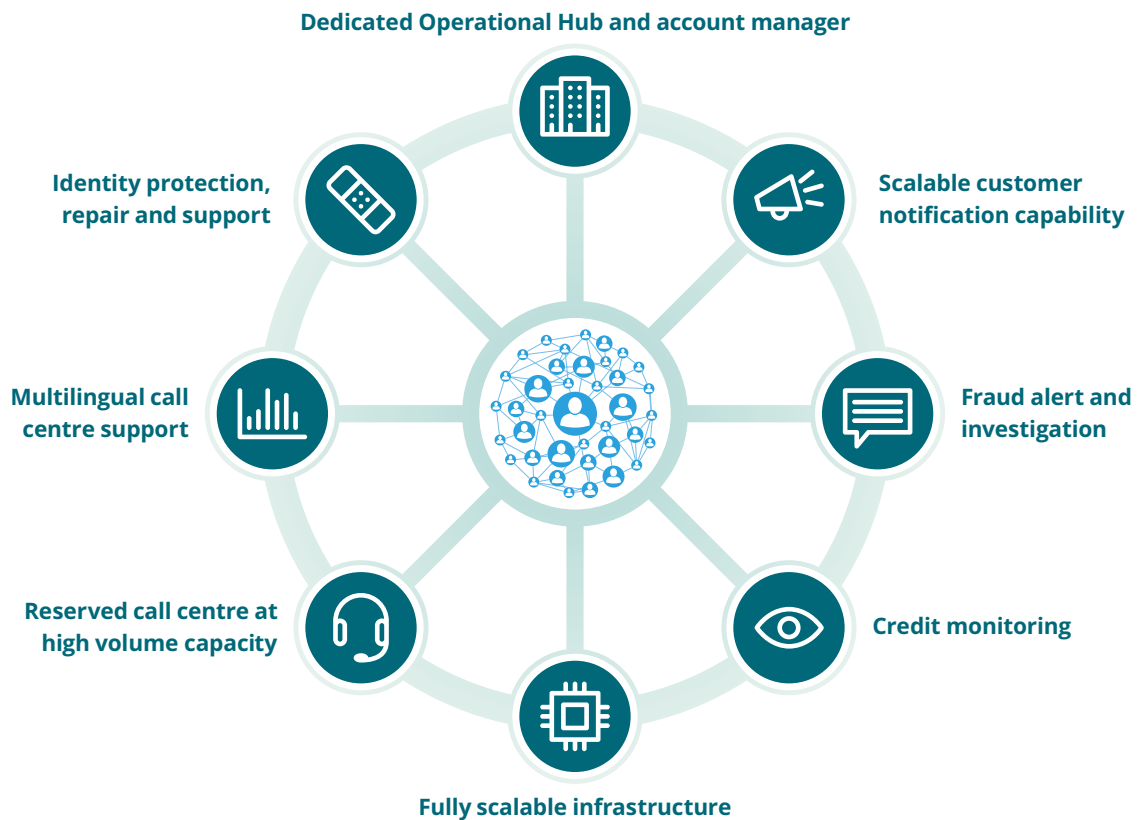 Dedicated Operational Hub and account manager
Identity protection,
repair and support
Scalable customer
notification capability
Multilingual call
centre support
Fraud alert and
investigation
Reserved call centre at
high volume capacity
Credit monitoring
Fully scalable infrastructure